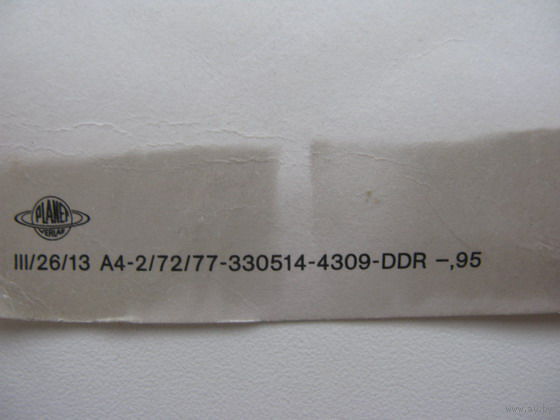 PLANET
VERLAG
III/26/13 A4-2/72/77-330514-4309-DDR –,95